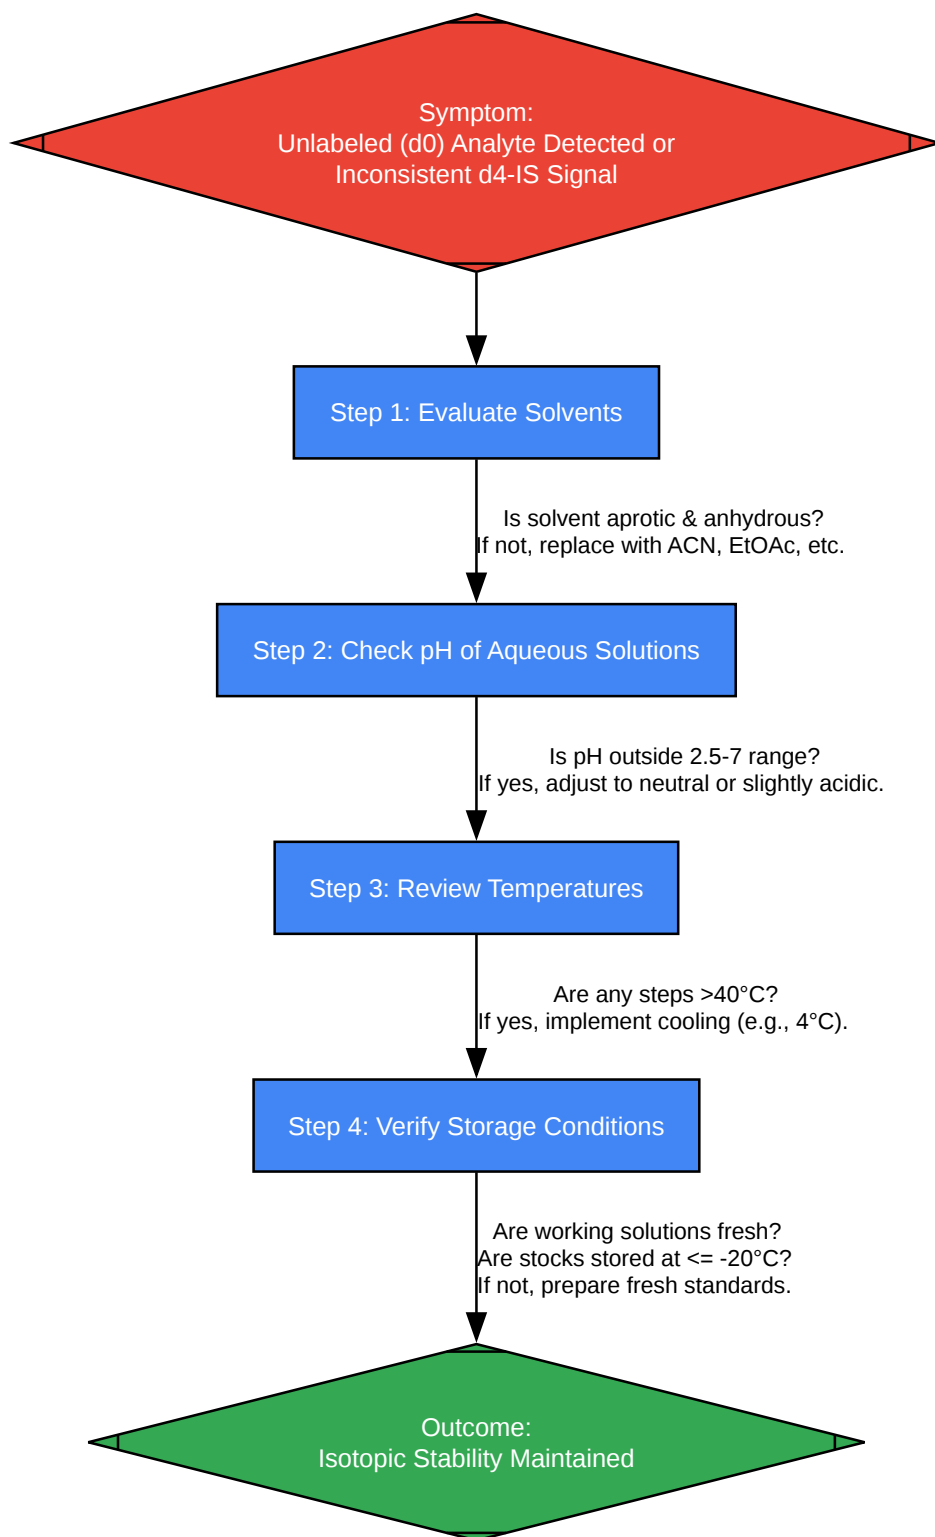 Symptom:
Unlabeled (d0) Analyte Detected or
Inconsistent d4-IS Signal
Step 1: Evaluate Solvents
Is solvent aprotic & anhydrous?
If not, replace with ACN, EtOAc, etc.
Step 2: Check pH of Aqueous Solutions
Is pH outside 2.5-7 range?
If yes, adjust to neutral or slightly acidic.
Step 3: Review Temperatures
Are any steps >40°C?
If yes, implement cooling (e.g., 4°C).
Step 4: Verify Storage Conditions
Are working solutions fresh?
Are stocks stored at <= -20°C?
If not, prepare fresh standards.
Outcome:
Isotopic Stability Maintained